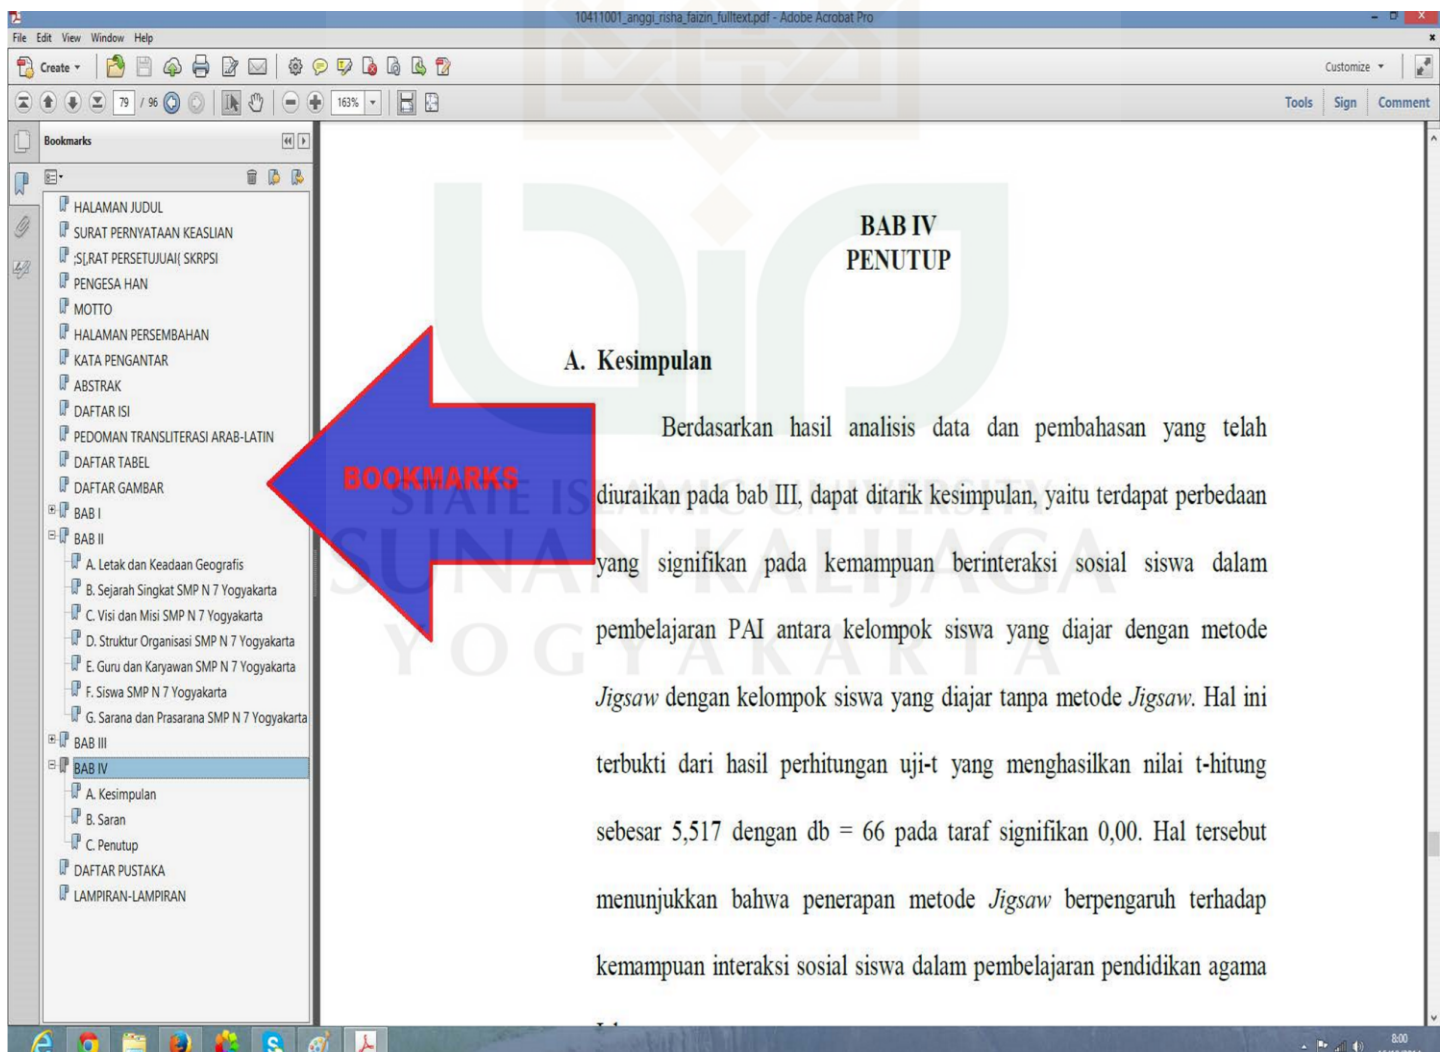 10411001_anggi_risha_faizin_fulltext.pdf - Adobe Acrobat Pro
File Edit View Window Help
Create
Customize
79 / 96 163%
Tools Sign Comment
Bookmarks
HALAMAN JUDUL
SURAT PERNYATAAN KEASLIAN
;S[,RAT PERSETUJUAI( SKRPSI
PENGESA HAN
MOTTO
HALAMAN PERSEMBAHAN
KATA PENGANTAR
ABSTRAK
DAFTAR ISI
PEDOMAN TRANSLITERASI ARAB-LATIN
DAFTAR TABEL
DAFTAR GAMBAR
BAB I
BAB II
A. Letak dan Keadaan Geografis
B. Sejarah Singkat SMP N 7 Yogyakarta
C. Visi dan Misi SMP N 7 Yogyakarta
D. Struktur Organisasi SMP N 7 Yogyakarta
E. Guru dan Karyawan SMP N 7 Yogyakarta
F. Siswa SMP N 7 Yogyakarta
G. Sarana dan Prasarana SMP N 7 Yogyakarta
BAB III
BAB IV
A. Kesimpulan
B. Saran
C. Penutup
DAFTAR PUSTAKA
LAMPIRAN-LAMPIRAN
BOOKMARKS
BAB IV
PENUTUP
A. Kesimpulan
Berdasarkan hasil analisis data dan pembahasan yang telah
diuraikan pada bab III, dapat ditarik kesimpulan, yaitu terdapat perbedaan
yang signifikan pada kemampuan berinteraksi sosial siswa dalam
pembelajaran PAI antara kelompok siswa yang diajar dengan metode
Jigsaw dengan kelompok siswa yang diajar tanpa metode Jigsaw. Hal ini
terbukti dari hasil perhitungan uji-t yang menghasilkan nilai t-hitung
sebesar 5,517 dengan db = 66 pada taraf signifikan 0,00. Hal tersebut
menunjukkan bahwa penerapan metode Jigsaw berpengaruh terhadap
kemampuan interaksi sosial siswa dalam pembelajaran pendidikan agama
STATE ISLAMIC UNIVERSITY
SUNAN KALIJAGA
YOGYAKARTA
8:00